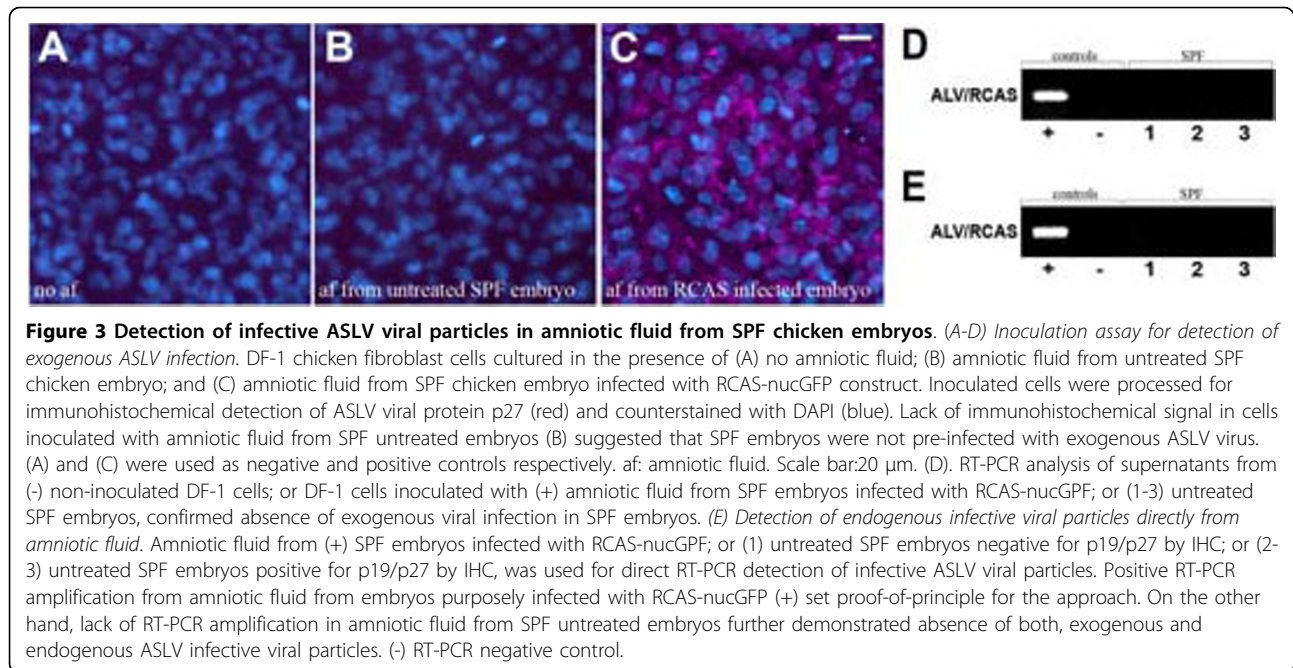 A
B
C
no af
af from untreated SPF embryo
af from RCAS infected embryo
D
controls
SPF
ALV/RCAS
+ - 1 2 3
E
controls
SPF
ALV/RCAS
+ - 1 2 3
Figure 3 Detection of infective ASLV viral particles in amniotic fluid from SPF chicken embryos. (A-D) Inoculation assay for detection of
exogenous ASLV infection. DF-1 chicken fibroblast cells cultured in the presence of (A) no amniotic fluid; (B) amniotic fluid from untreated SPF
chicken embryo; and (C) amniotic fluid from SPF chicken embryo infected with RCAS-nucGFP construct. Inoculated cells were processed for
immunohistochemical detection of ASLV viral protein p27 (red) and counterstained with DAPI (blue). Lack of immunohistochemical signal in cells
inoculated with amniotic fluid from SPF untreated embryos (B) suggested that SPF embryos were not pre-infected with exogenous ASLV virus.
(A) and (C) were used as negative and positive controls respectively. af: amniotic fluid. Scale bar:20 μm. (D). RT-PCR analysis of supernatants from
(-) non-inoculated DF-1 cells; or DF-1 cells inoculated with (+) amniotic fluid from SPF embryos infected with RCAS-nucGPF; or (1-3) untreated
SPF embryos, confirmed absence of exogenous viral infection in SPF embryos. (E) Detection of endogenous infective viral particles directly from
amniotic fluid. Amniotic fluid from (+) SPF embryos infected with RCAS-nucGPF; or (1) untreated SPF embryos negative for p19/p27 by IHC; or (2-
3) untreated SPF embryos positive for p19/p27 by IHC, was used for direct RT-PCR detection of infective ASLV viral particles. Positive RT-PCR
amplification from amniotic fluid from embryos purposely infected with RCAS-nucGFP (+) set proof-of-principle for the approach. On the other
hand, lack of RT-PCR amplification in amniotic fluid from SPF untreated embryos further demonstrated absence of both, exogenous and
endogenous ASLV infective viral particles. (-) RT-PCR negative control.